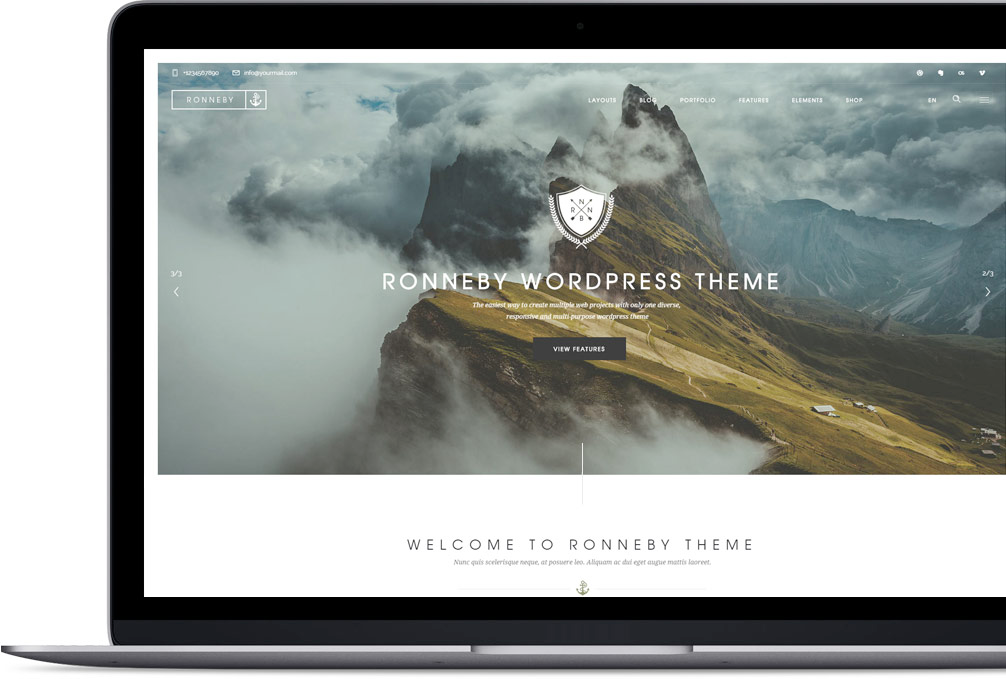 +1234567890 info@yourmail.com
RONNEBY
LAYOUTS BLOG PORTFOLIO FEATURES ELEMENTS SHOP EN
N
R N
B
3/3
2/3
RONNEBY WORDPRESS THEME
The easiest way to create multiple web projects with only one diverse,
responsive and multi-purpose wordpress theme
VIEW FEATURES
WELCOME TO RONNEBY THEME
Nunc quis scelerisque neque, at posuere leo. Aliquam ac dui eget augue mattis laoreet.